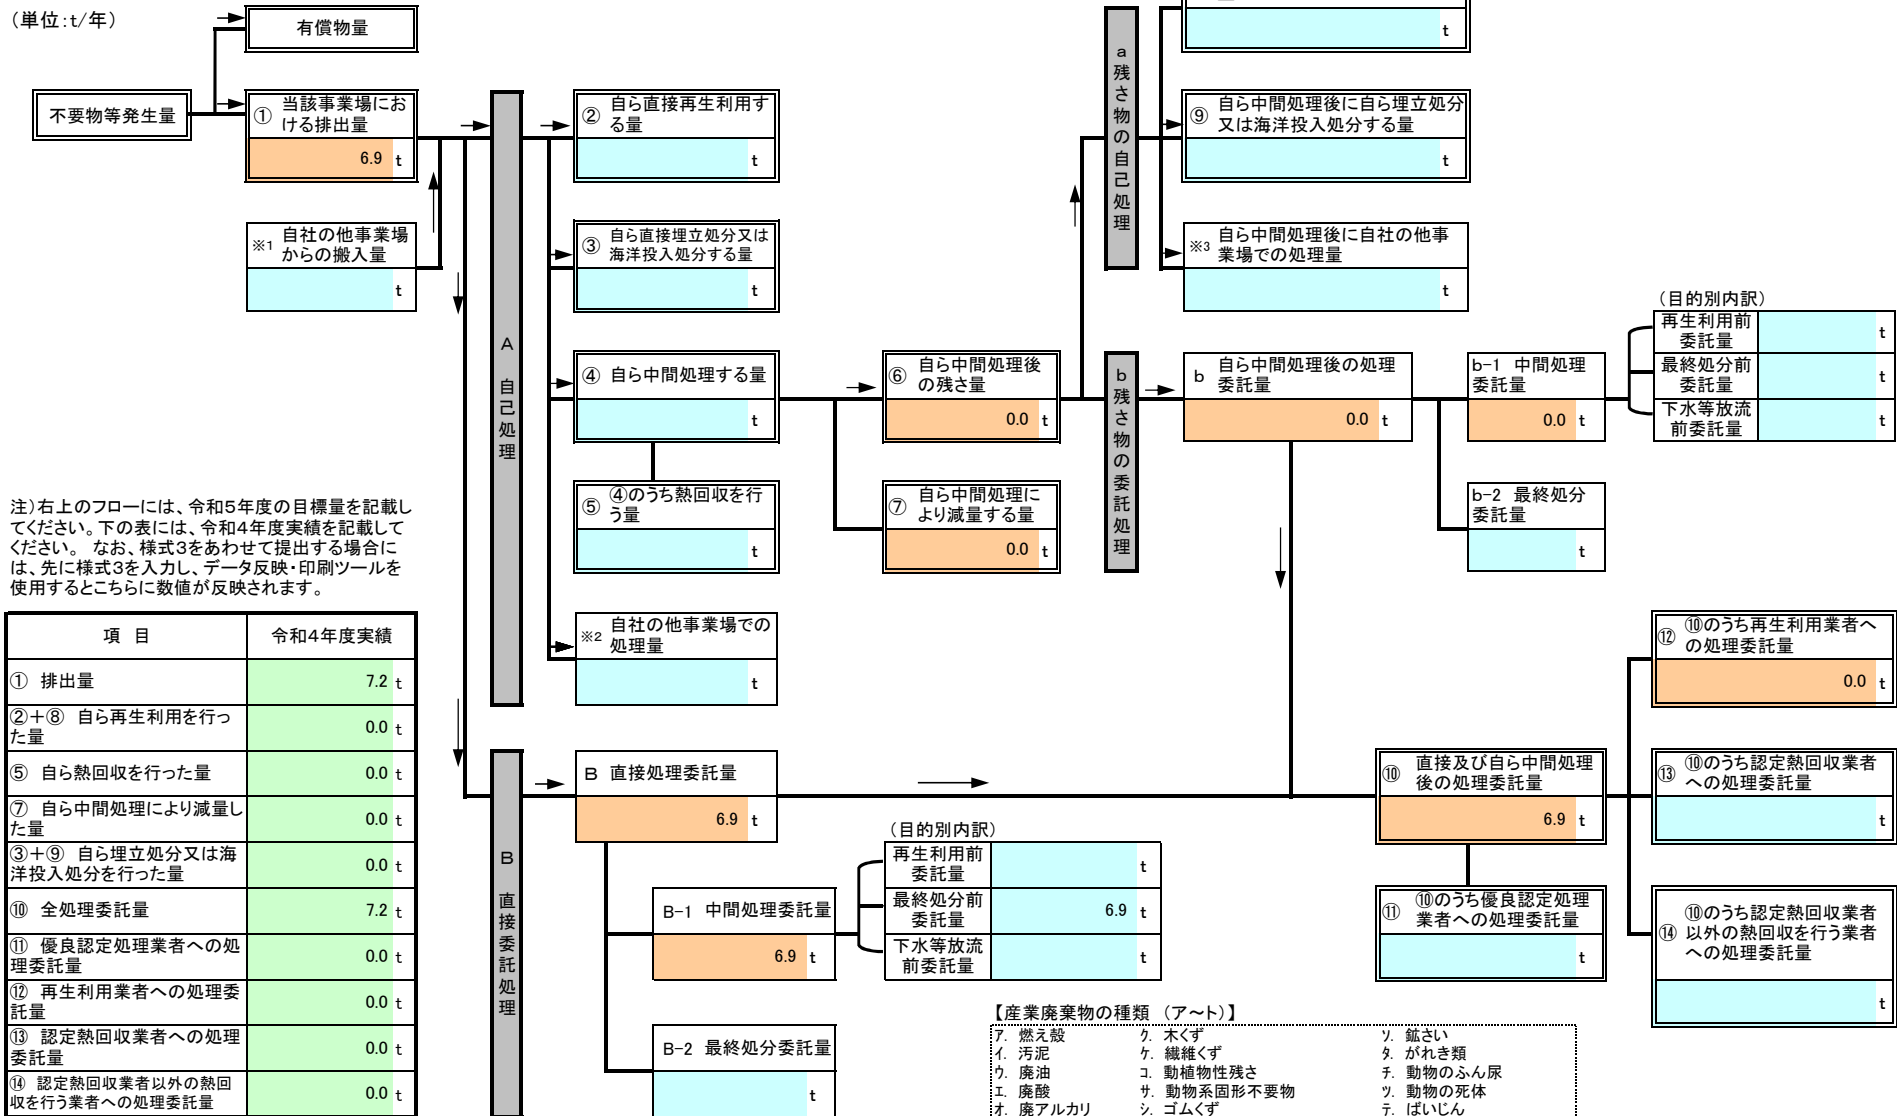 （単位：t/年）
有償物量
不要物等発生量
①
当該事業場にお
ける排出量
6.9 t
※1 自社の他事業場
からの搬入量
t
A 自己処理
②
自ら直接再生利用す
る量
t
③
自ら直接埋立処分又は
海洋投入処分する量
t
④ 自ら中間処理する量
t
⑤
④のうち熱回収を行
う量
t
※2 自社の他事業場での
処理量
t
⑥
自ら中間処理後
の残さ量
0.0 t
⑦
自ら中間処理に
より減量する量
0.0 t
a残さ物の自己処理
t
⑨
自ら中間処理後に自ら埋立処分
又は海洋投入処分する量
t
※3
自ら中間処理後に自社の他事
業場での処理量
t
b残さ物の委託処理
b
自ら中間処理後の処理
委託量
0.0 t
b-1 中間処理
委託量
0.0 t
（目的別内訳）
再生利用前
委託量
t
最終処分前
委託量
t
下水等放流
前委託量
t
b-2 最終処分
委託量
t
注）右上のフローには、令和5年度の目標量を記載し
てください。下の表には、令和4年度実績を記載して
ください。 なお、様式3をあわせて提出する場合に
は、先に様式3を入力し、データ反映・印刷ツールを
使用するとこちらに数値が反映されます。
項 目 令和4年度実績
① 排出量 7.2 t
②＋⑧ 自ら再生利用を行っ
た量 0.0 t
⑤ 自ら熱回収を行った量 0.0 t
⑦ 自ら中間処理により減量し
た量 0.0 t
③＋⑨ 自ら埋立処分又は海
洋投入処分を行った量 0.0 t
⑩ 全処理委託量 7.2 t
⑪ 優良認定処理業者への処
理委託量 0.0 t
⑫ 再生利用業者への処理委
託量 0.0 t
⑬ 認定熱回収業者への処理
委託量 0.0 t
⑭ 認定熱回収業者以外の熱回
収を行う業者への処理委託量 0.0 t
B 直接委託処理
B 直接処理委託量
6.9 t
B-1 中間処理委託量
6.9 t
（目的別内訳）
再生利用前
委託量
t
最終処分前
委託量
6.9 t
下水等放流
前委託量
t
B-2 最終処分委託量
t
⑩
直接及び自ら中間処理
後の処理委託量
6.9 t
⑪
⑩のうち優良認定処理
業者への処理委託量
t
⑫
⑩のうち再生利用業者へ
の処理委託量
0.0 t
⑬
⑩のうち認定熱回収業者
への処理委託量
t
⑭
⑩のうち認定熱回収業者
以外の熱回収を行う業者
への処理委託量
t
【産業廃棄物の種類 （ア～ト）】
ア. 燃え殻 ク. 木くず ソ. 鉱さい
イ. 汚泥 ケ. 繊維くず タ. がれき類
ウ. 廃油 コ. 動植物性残さ チ. 動物のふん尿
エ. 廃酸 サ. 動物系固形不要物 ツ. 動物の死体
オ. 廃アルカリ シ. ゴムくず テ. ばいじん